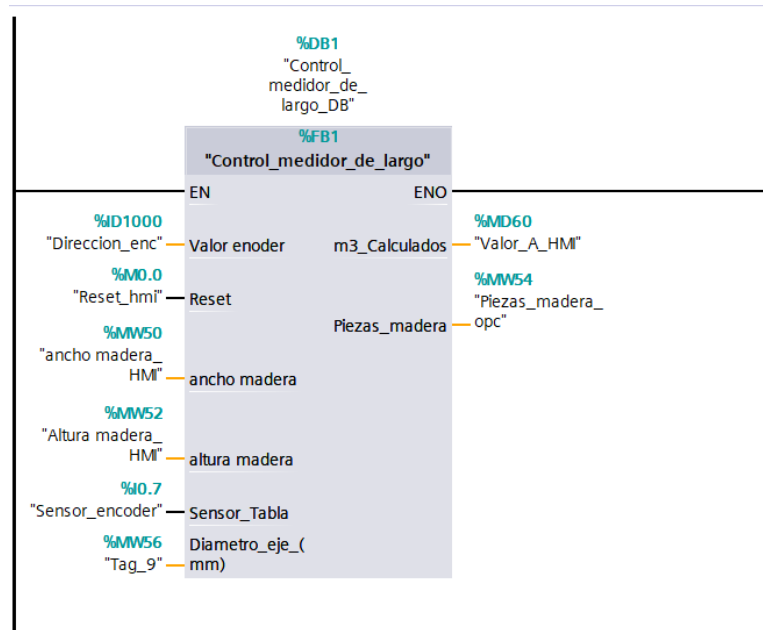 %DB1
"Control_
medidor_de_
largo_DB"
%FB1
"Control_medidor_de_largo"
EN
ENO
%ID1000
"Direccion_enc"
Valor enoder
m3_Calculados
%MD60
"Valor_A_HMI"
%M0.0
"Reset_hmi"
Reset
Piezas_madera
%MW54
"Piezas_madera_
opc"
%MW50
"ancho madera_
HMI"
ancho madera
%MW52
"Altura madera_
HMI"
altura madera
%I0.7
"Sensor_encoder"
Sensor_Tabla
%MW56
"Tag_9"
Diametro_eje_(
mm)